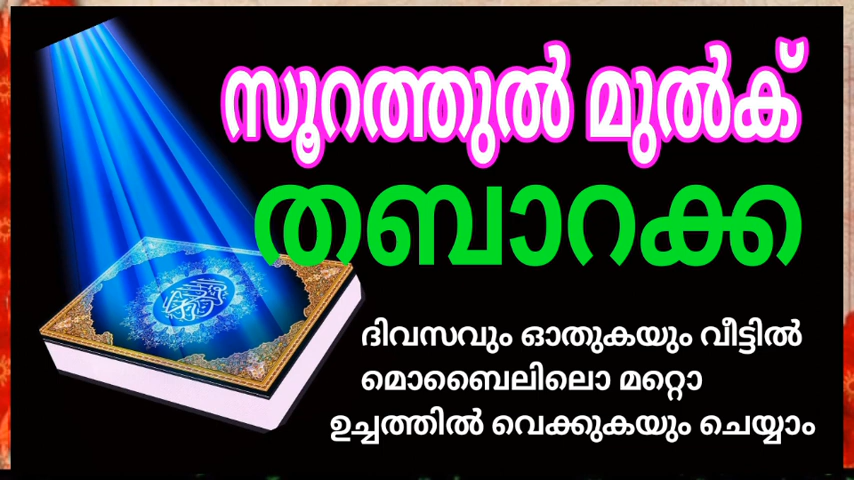 സൂറത്തുൽ മുൽക്
തബാറക്ക
ദിവസവും ഓതുകയും വീട്ടിൽ
മൊബൈലിലൊ മറ്റൊ
ഉച്ചത്തിൽ വെക്കുകയും ചെയ്യാം